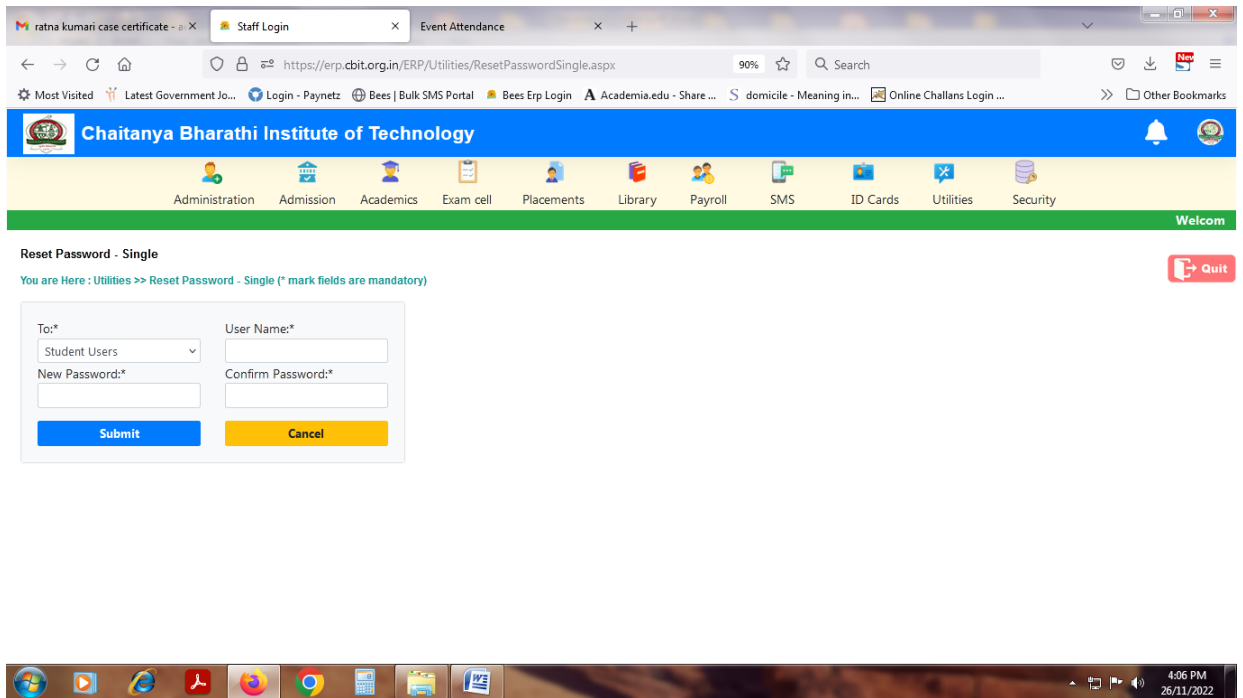 ratna kumari case certificate - a
Staff Login
Event Attendance
https://erp.cbit.org.in/ERP/Utilities/ResetPasswordSingle.aspx
90%
Search
New
Most Visited
Latest Government Jo...
Login - Paynetz
Bees | Bulk SMS Portal
Bees Erp Login
Academia.edu - Share ...
domicile - Meaning in...
Online Challans Login ...
Other Bookmarks
Chaitanya Bharathi Institute of Technology
Administration
Admission
Academics
Exam cell
Placements
Library
Payroll
SMS
ID Cards
Utilities
Security
Welcom
Reset Password - Single
Quit
You are Here : Utilities >> Reset Password - Single (* mark fields are mandatory)
To:* User Name:*
Student Users
New Password:* Confirm Password:*
Submit Cancel
4:06 PM
26/11/2022